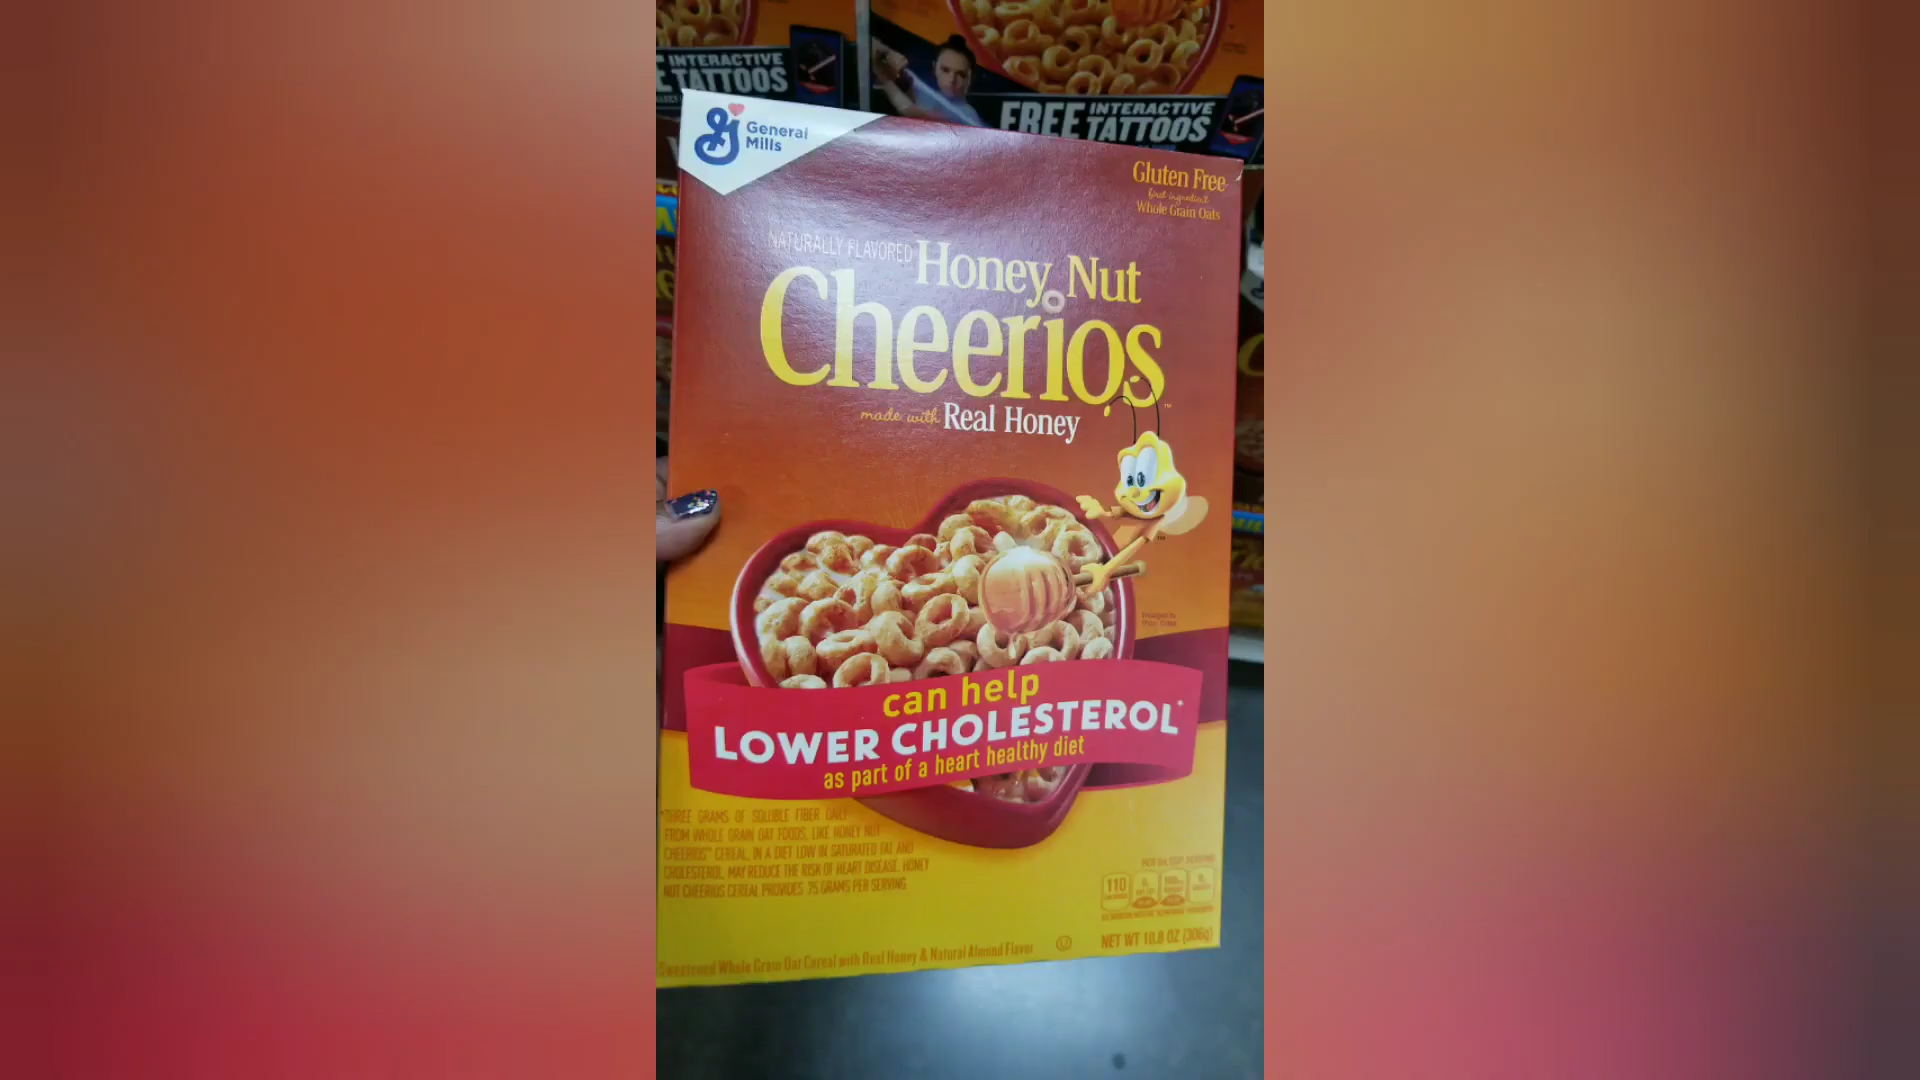 INTERACTIVE
TATTOOS
FREE INTERACTIVE
TATTOOS
General
Mills
Gluten Free
first ingredient
Whole Grain Oats
NATURALLY FLAVORED Honey Nut
Cheerios
made with Real Honey
can help
LOWER CHOLESTEROL*
as part of a heart healthy diet
*THREE GRAMS OF SOLUBLE FIBER DAILY
FROM WHOLE GRAIN OAT FOODS, LIKE HONEY NUT
CHEERIOS™ CEREAL, IN A DIET LOW IN SATURATED FAT AND
CHOLESTEROL, MAY REDUCE THE RISK OF HEART DISEASE. HONEY
NUT CHEERIOS CEREAL PROVIDES .75 GRAMS PER SERVING.
110
CALORIES
NET WT 10.8 OZ (306g)
Sweetened Whole Grain Oat Cereal with Real Honey & Natural Almond Flavor